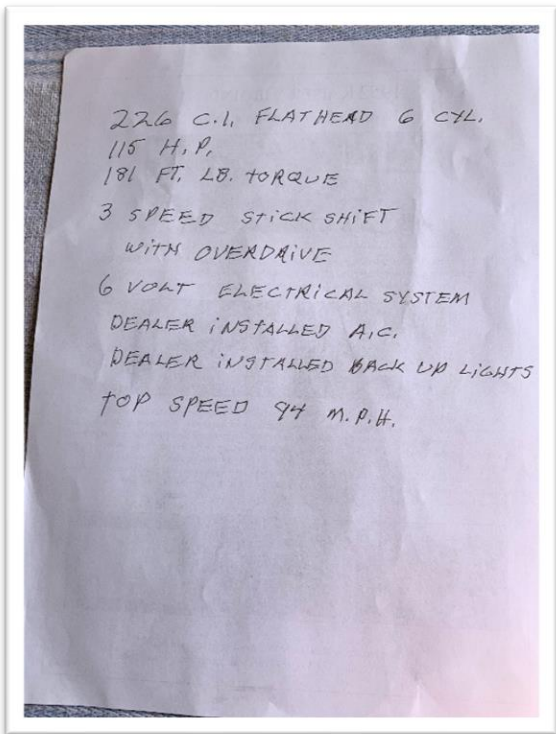 226 C.I. FLATHEAD 6 CYL.
115 H.P.
181 FT. LB. TORQUE
3 SPEED STICK SHIFT
WITH OVERDRIVE
6 VOLT ELECTRICAL SYSTEM
DEALER INSTALLED A.C.
DEALER INSTALLED BACK UP LIGHTS
TOP SPEED 94 M.P.H.